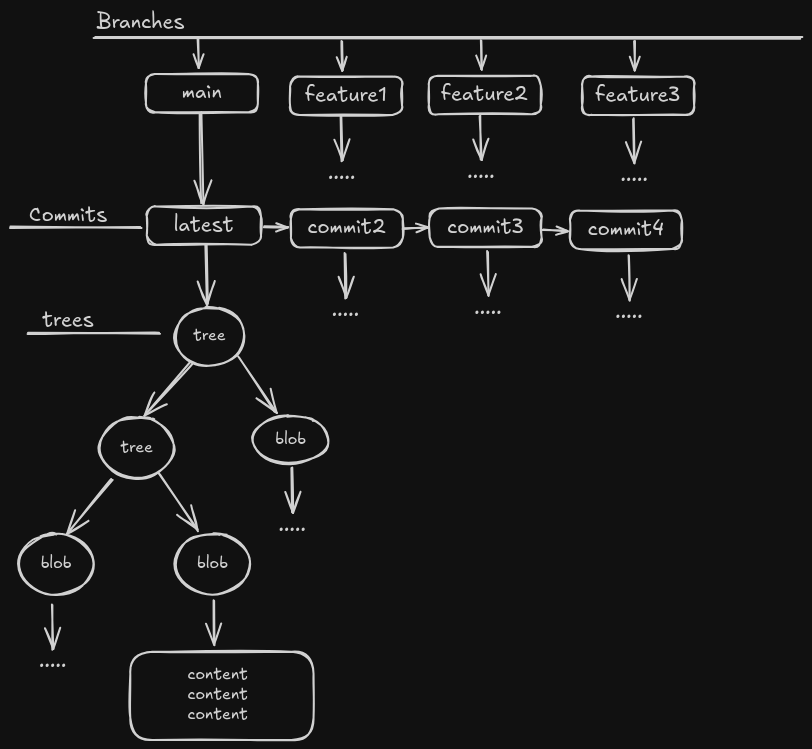 Branches
main
feature1
feature2
feature3
.....
.....
.....
Commits
latest
commit2
commit3
commit4
.....
.....
.....
trees
tree
tree
blob
.....
blob
blob
.....
content
content
content